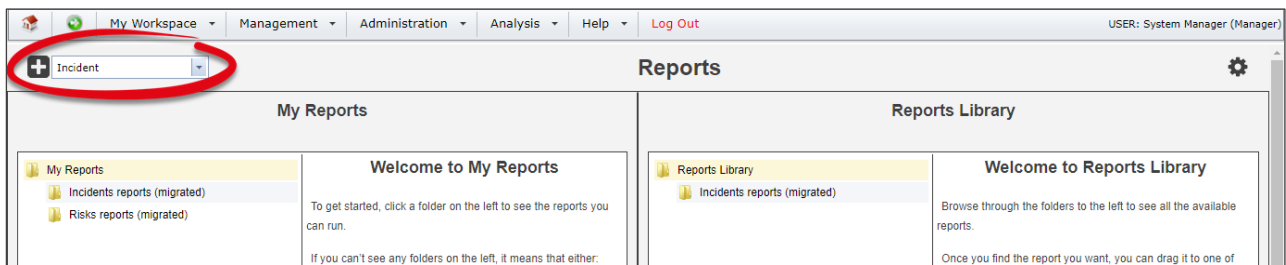 My Workspace Management Administration Analysis Help Log Out USER: System Manager (Manager)
Incident
Reports
My Reports
Reports Library
My Reports
Incidents reports (migrated)
Risks reports (migrated)
Welcome to My Reports
To get started, click a folder on the left to see the reports you
can run.
If you can't see any folders on the left, it means that either:
Reports Library
Incidents reports (migrated)
Welcome to Reports Library
Browse through the folders to the left to see all the available
reports.
Once you find the report you want, you can drag it to one of